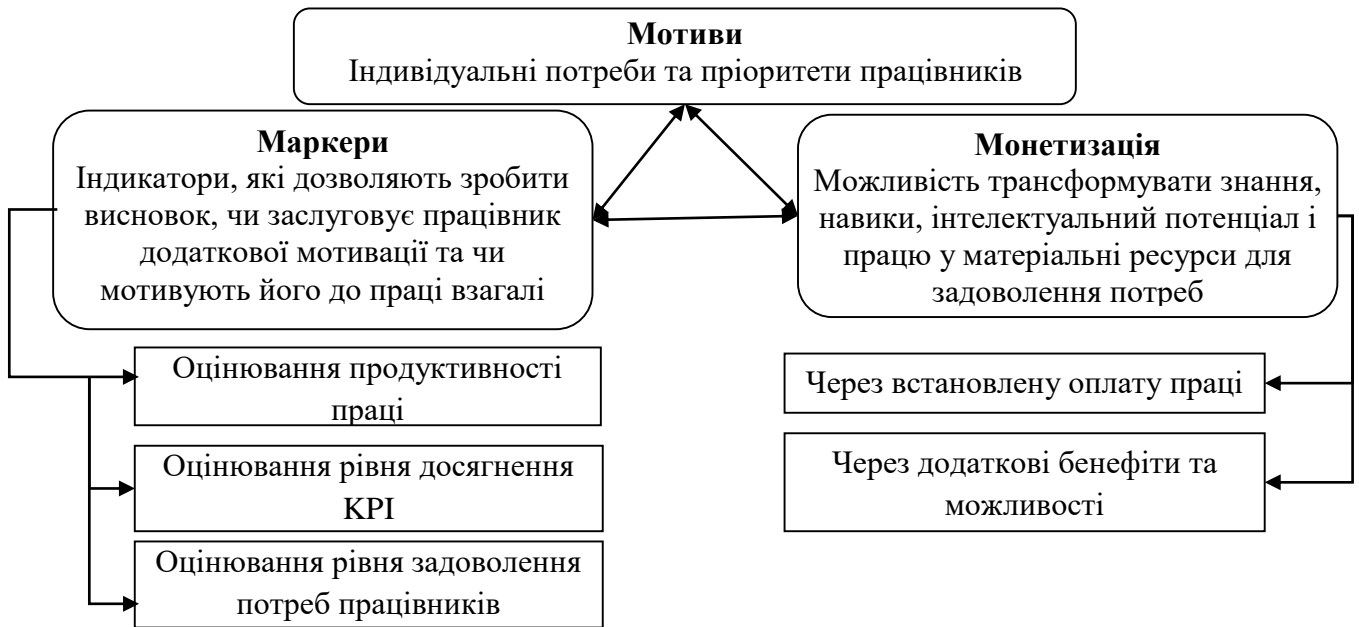 Мотиви
Індивідуальні потреби та пріоритети працівників
Маркери
Індикатори, які дозволяють зробити
висновок, чи заслуговує працівник
додаткової мотивації та чи
мотивують його до праці взагалі
Монетизація
Можливість трансформувати знання,
навики, інтелектуальний потенціал і
працю у матеріальні ресурси для
задоволення потреб
Оцінювання продуктивності
праці
Оцінювання рівня досягнення
KPI
Оцінювання рівня задоволення
потреб працівників
Через встановлену оплату праці
Через додаткові бенефіти та
можливості